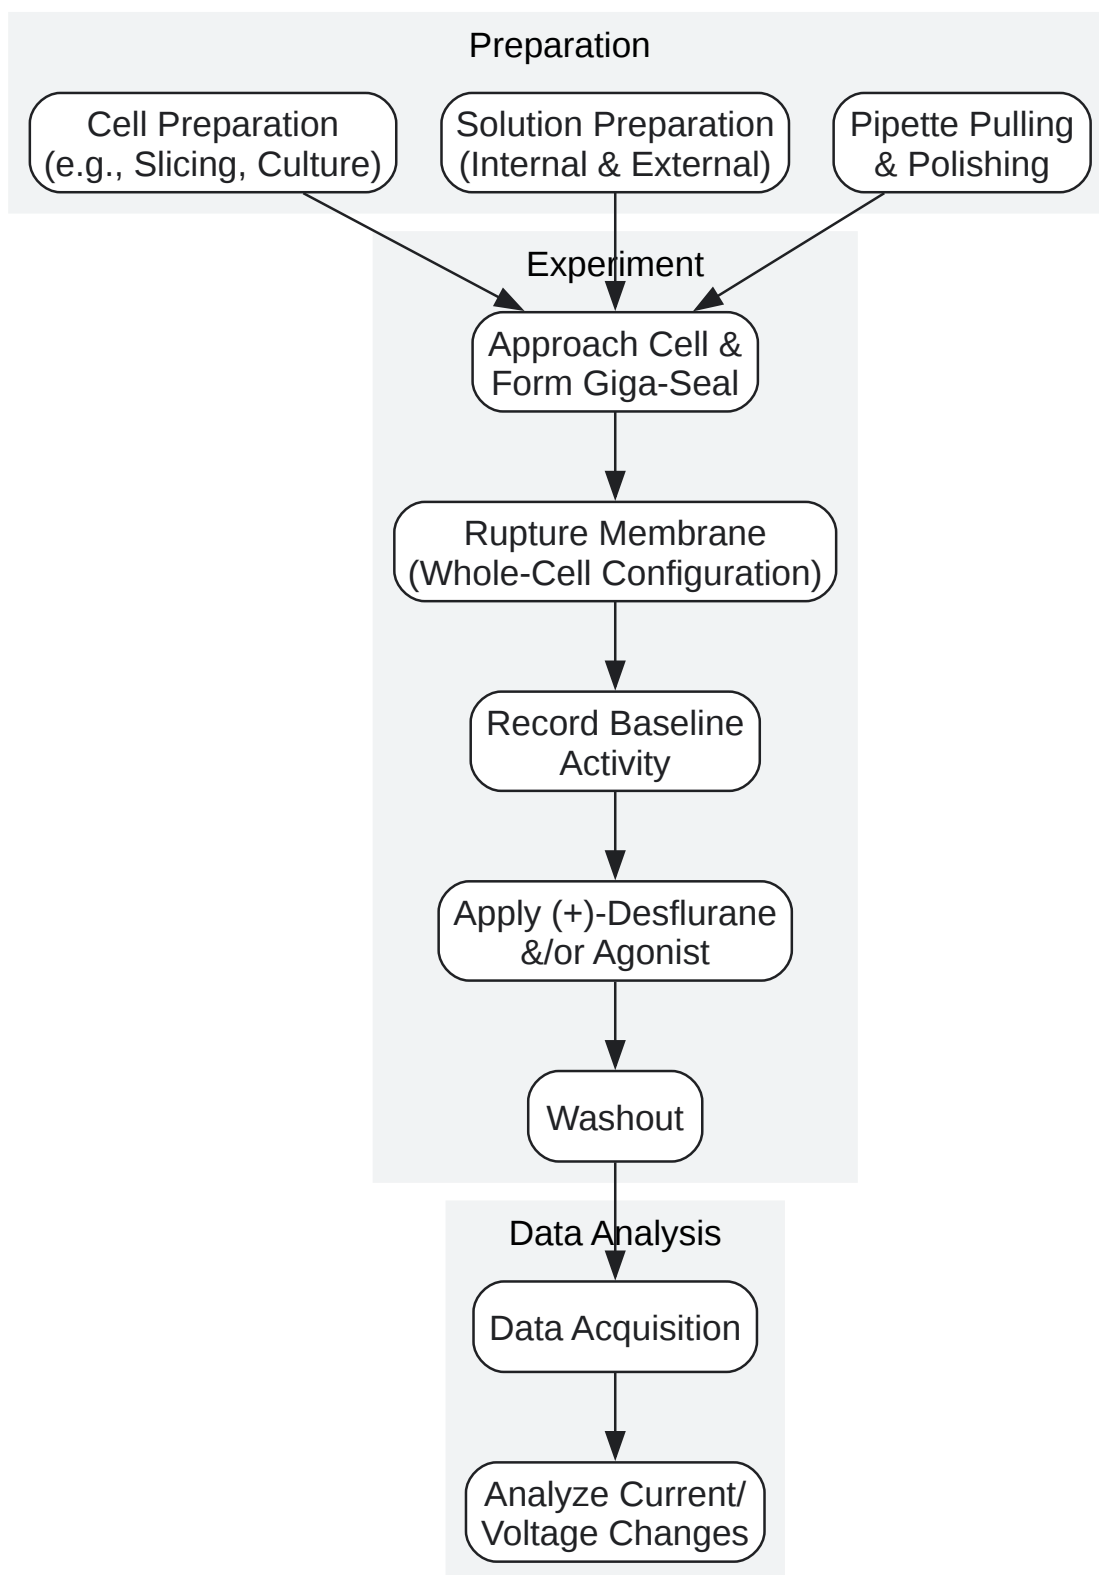 Preparation
Cell Preparation
(e.g., Slicing, Culture)
Solution Preparation
(Internal & External)
Pipette Pulling
& Polishing
Experiment
Approach Cell &
Form Giga-Seal
Rupture Membrane
(Whole-Cell Configuration)
Record Baseline
Activity
Apply (+)-Desflurane
&/or Agonist
Washout
Data Analysis
Data Acquisition
Analyze Current/
Voltage Changes